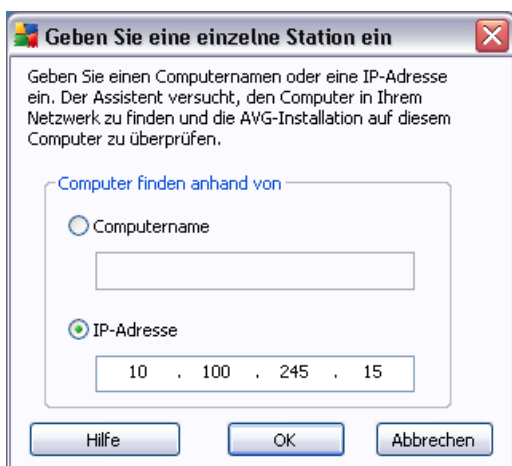 Geben Sie eine einzelne Station ein
Geben Sie einen Computernamen oder eine IP-Adresse
ein. Der Assistent versucht, den Computer in Ihrem
Netzwerk zu finden und die AVG-Installation auf diesem
Computer zu überprüfen.
Computer finden anhand von
Computername
IP-Adresse
10 . 100 . 245 . 15
Hilfe OK Abbrechen